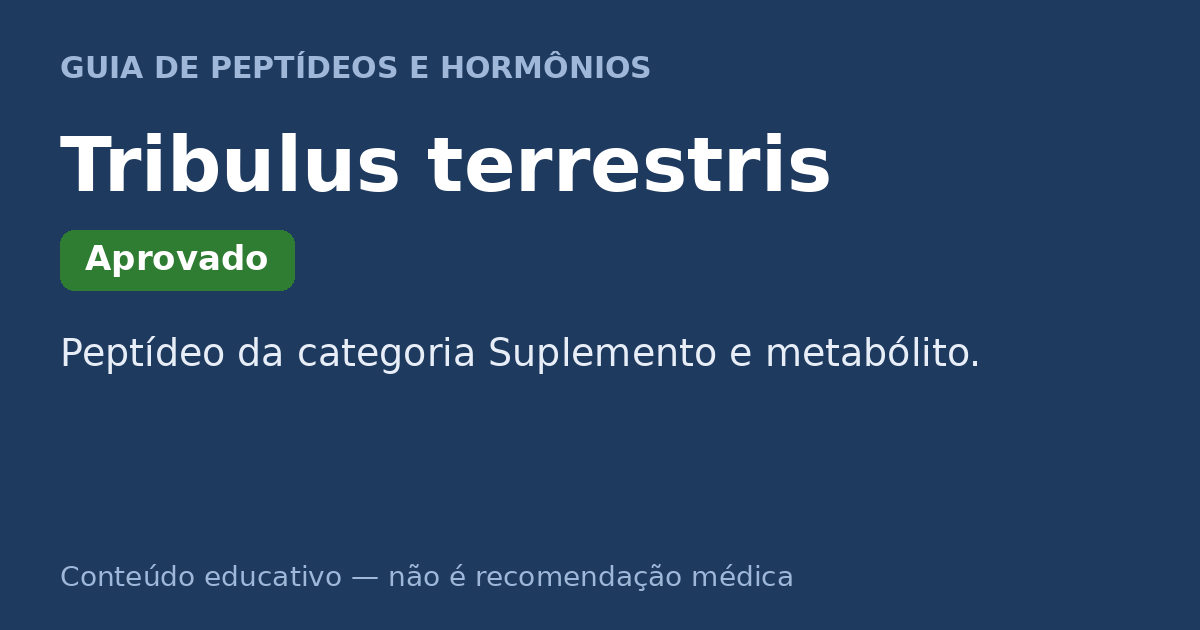 GUIA DE PEPTÍDEOS E HORMÔNIOS
Tribulus terrestris
Aprovado
Peptídeo da categoria Suplemento e metabólito.
Conteúdo educativo — não é recomendação médica